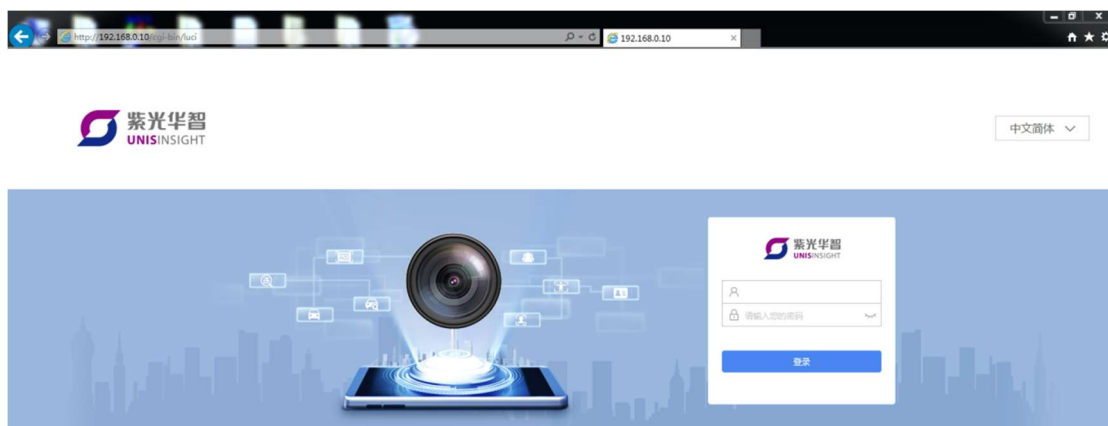 http://192.168.0.10/cgi-bin/luci
192.168.0.10
紫光华智
UNISINSIGHT
中文简体
紫光华智
UNISINSIGHT
请输入您的密码
登录